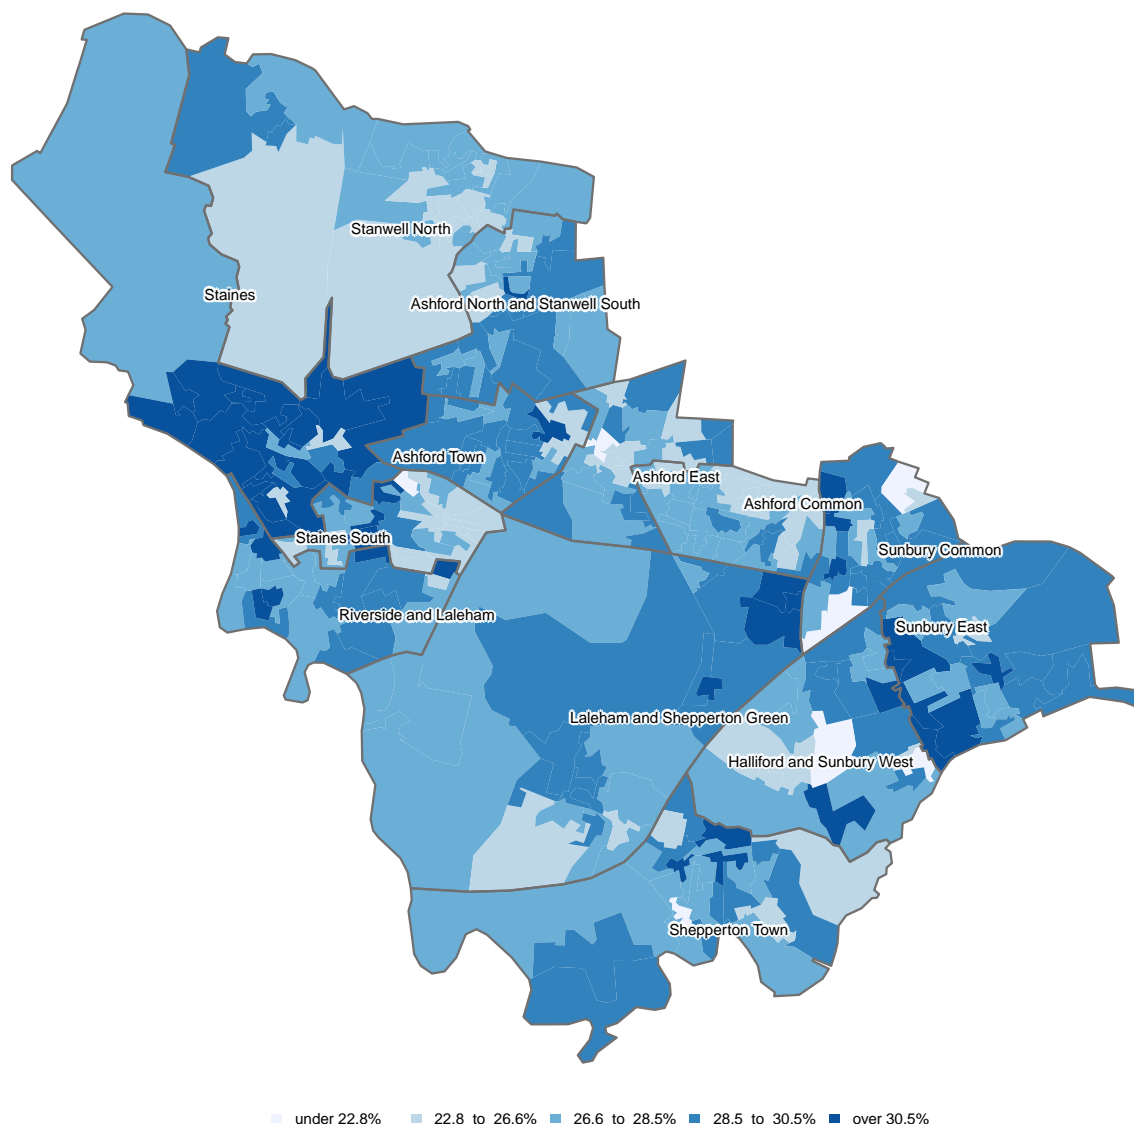 Stanwell North
Staines
Ashford North and Stanwell South
Ashford Town
Ashford East
Ashford Common
Staines South
Sunbury Common
Riverside and Laleham
Sunbury East
Laleham and Shepperton Green
Halliford and Sunbury West
Shepperton Town
under 22.8% 22.8 to 26.6% 26.6 to 28.5% 28.5 to 30.5% over 30.5%